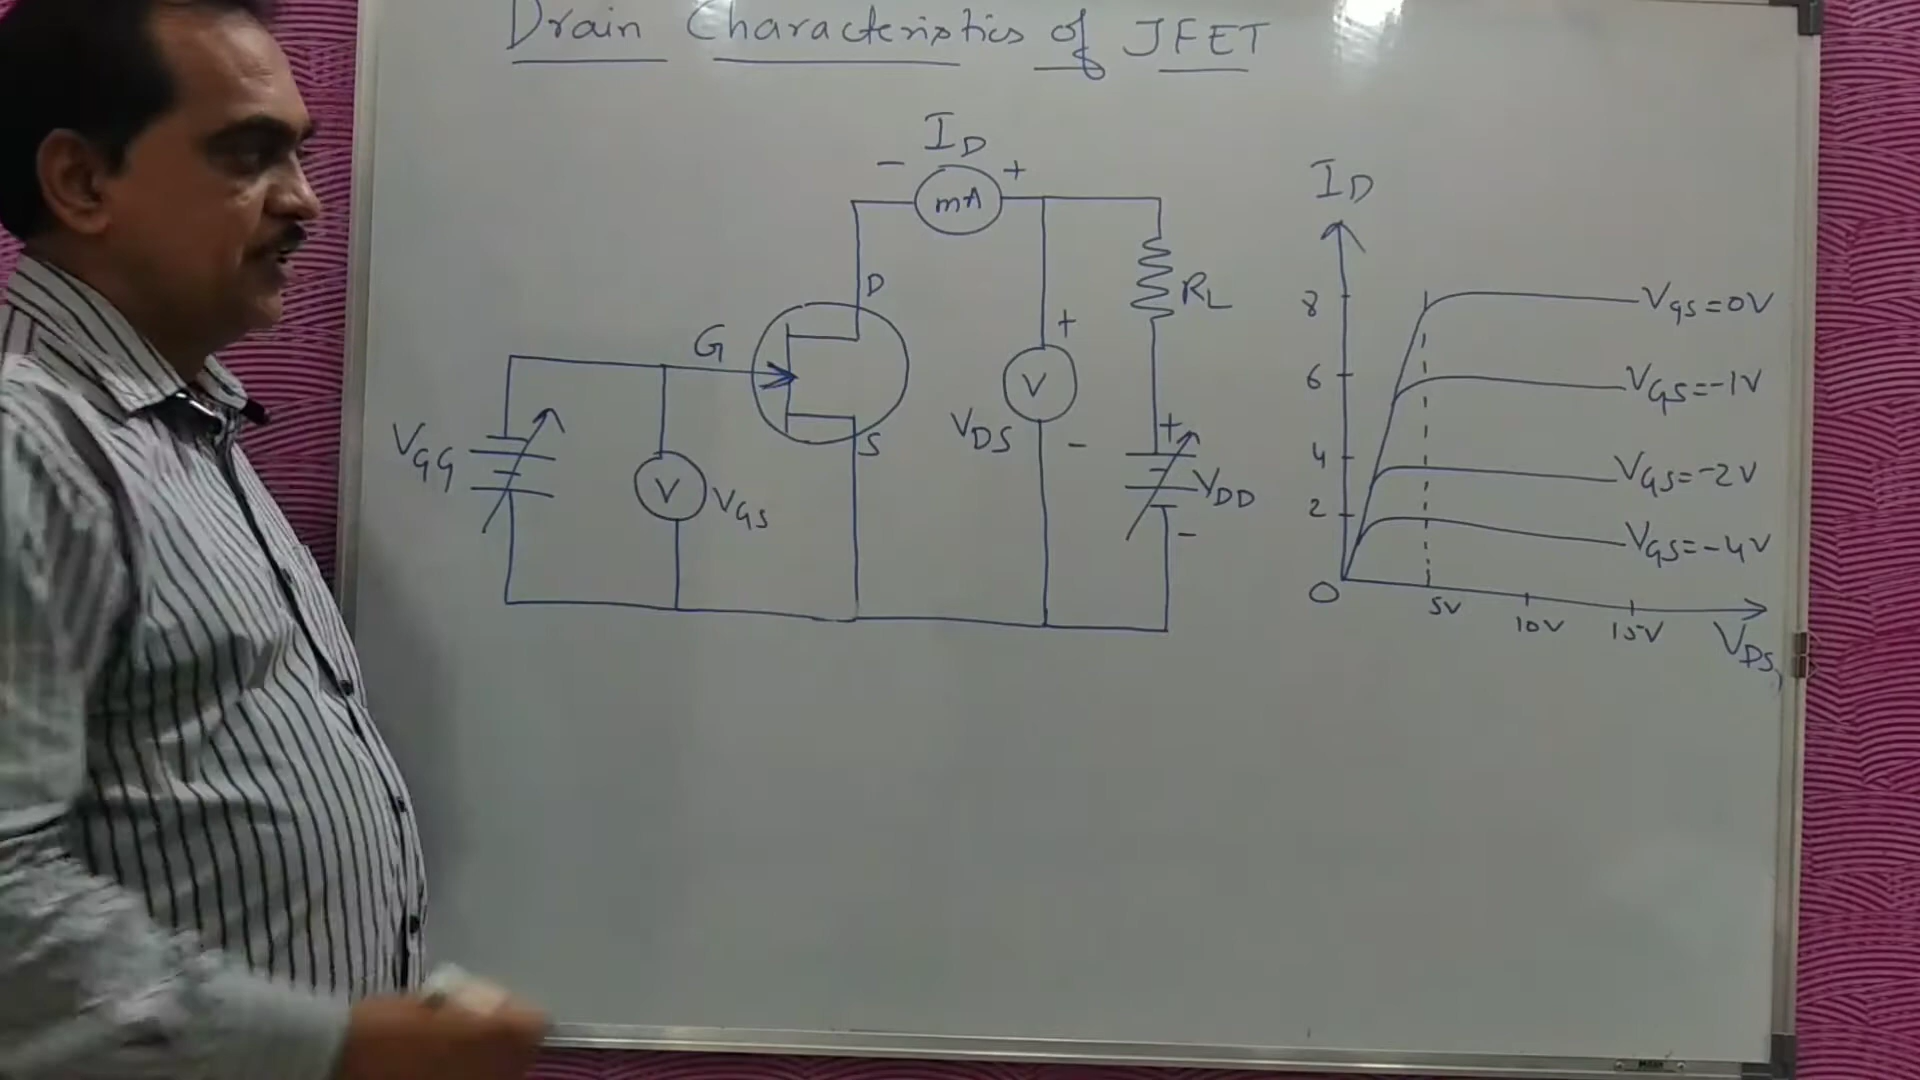 Drain Characteristics of JFET
I_D
- mA +
D
R_L
G
+
V
V_DS
-
S
V_GG
V
V_GS
+
V_DD
-
I_D
8
V_GS=0V
6
V_GS=-1V
4
V_GS=-2V
2
V_GS=-4V
O
5V
10V
15V
V_DS